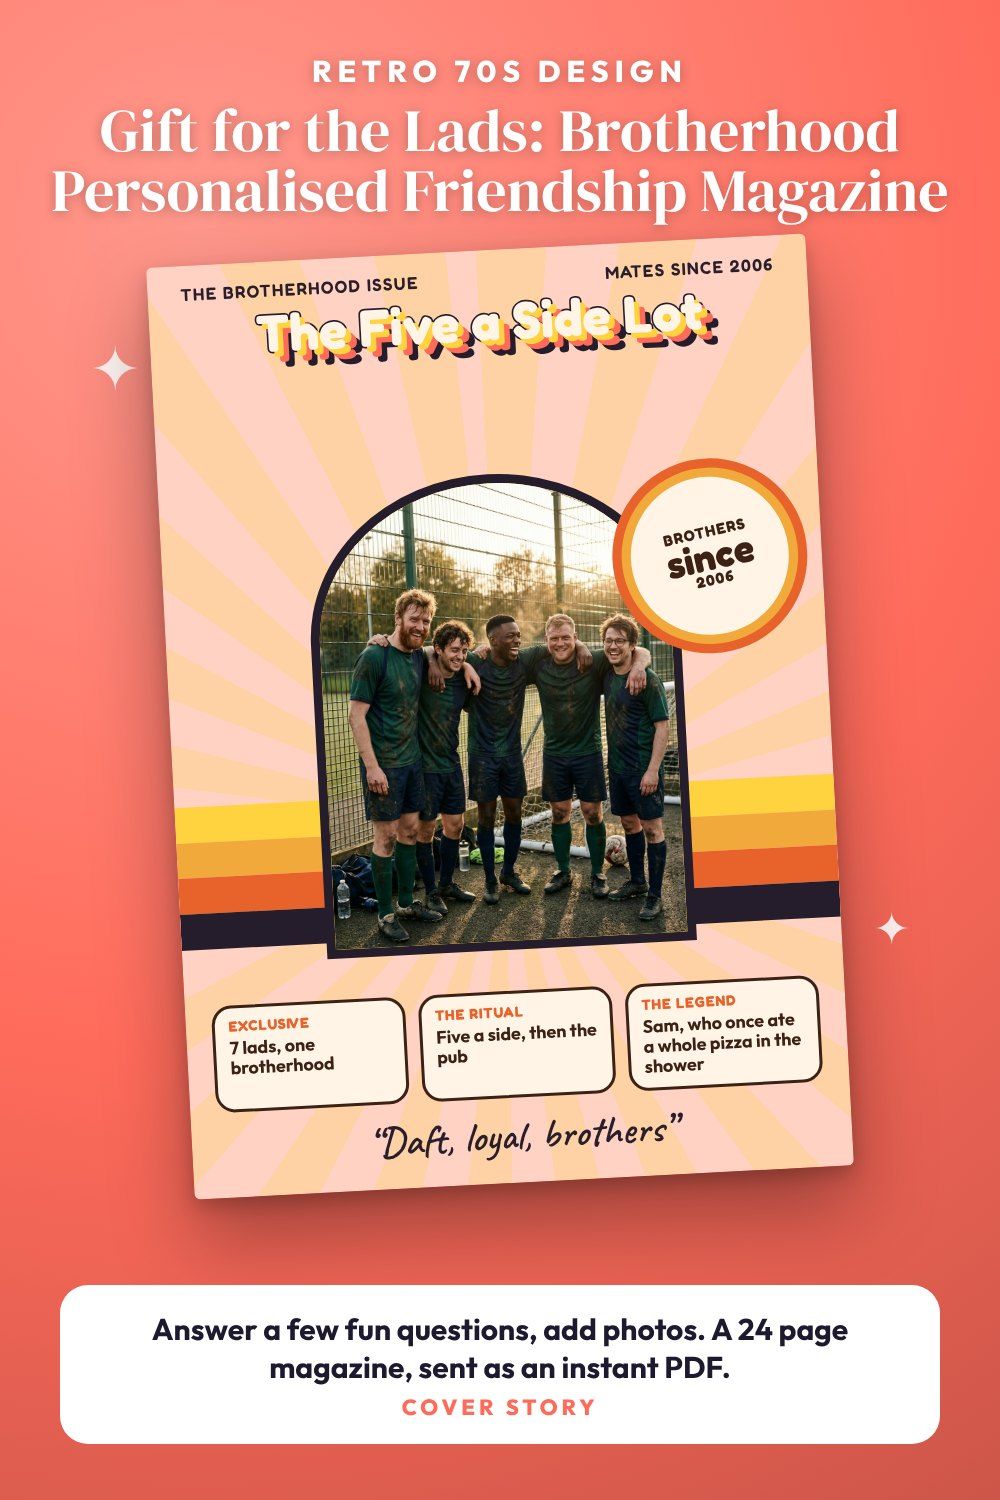 RETRO 70S DESIGN
Gift for the Lads: Brotherhood
Personalised Friendship Magazine
THE BROTHERHOOD ISSUE
MATES SINCE 2006
The Five a Side Lot
BROTHERS
since
2006
EXCLUSIVE
7 lads, one
brotherhood
THE RITUAL
Five a side, then the
pub
THE LEGEND
Sam, who once ate
a whole pizza in the
shower
“Daft, loyal, brothers”
Answer a few fun questions, add photos. A 24 page
magazine, sent as an instant PDF.
COVER STORY